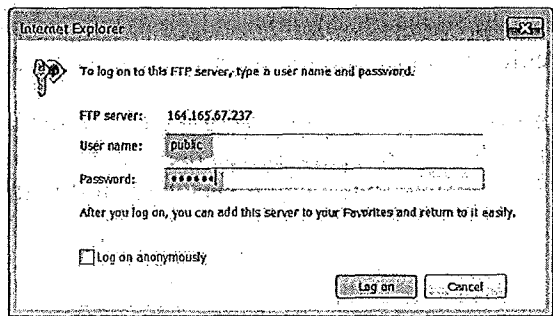 Internet Explorer
To log on to this FTP server, type a user name and password.
FTP server: 164.165.67.237
User name: public
Password: ••••••
After you log on, you can add this server to your Favorites and return to it easily.
Log on anonymously
Log on Cancel